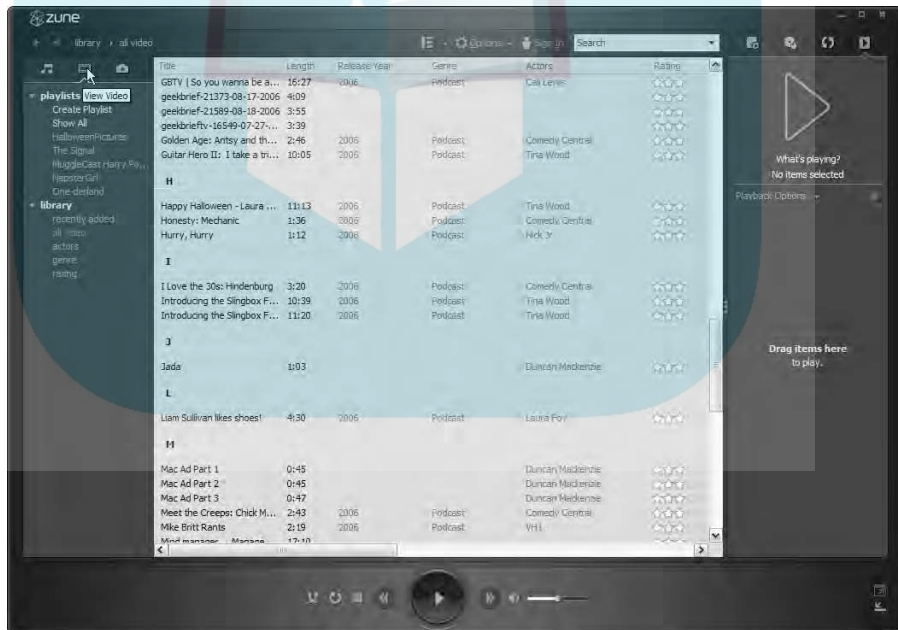 zune
library › all video
Options
Sign In
Search
View Video
playlists
Create Playlist
Show All
HalloweenPictures
The Signal
MuggleCast Harry Po...
NapsterGirl
One-derland
library
recently added
all video
actors
genre
rating
Title Length Release Year Genre Actors Rating
GBTV | So you wanna be a... 16:27 2006 Podcast
geekbrief-21373-08-17-2006 4:09
geekbrief-21589-08-18-2006 3:55
geekbrieftv-16549-07-27-... 3:39
Golden Age: Antsy and th... 2:46 2006 Podcast Comedy Central
Guitar Hero II: I take a tri... 10:05 2006 Podcast Tina Wood
H
Happy Halloween - Laura ... 11:13 2006 Podcast Tina Wood
Honesty: Mechanic 1:36 2006 Podcast Comedy Central
Hurry, Hurry 1:12 2006 Podcast Nick Jr
I
I Love the 30s: Hindenburg 3:20 2006 Podcast Comedy Central
Introducing the Slingbox F... 10:39 2006 Podcast Tina Wood
Introducing the Slingbox F... 11:20 2006 Podcast Tina Wood
J
Jada 1:03 Duncan Mackenzie
L
Liam Sullivan likes shoes! 4:30 2006 Podcast Laura Foy
M
Mac Ad Part 1 0:45 Duncan Mackenzie
Mac Ad Part 2 0:45 Duncan Mackenzie
Mac Ad Part 3 0:47 Duncan Mackenzie
Meet the Creeps: Chick M... 2:43 2006 Podcast Comedy Central
Mike Britt Rants 2:19 2006 Podcast VH1
Mind manager 17:10
What's playing?
No items selected
Playback Options
Drag items here
to play.